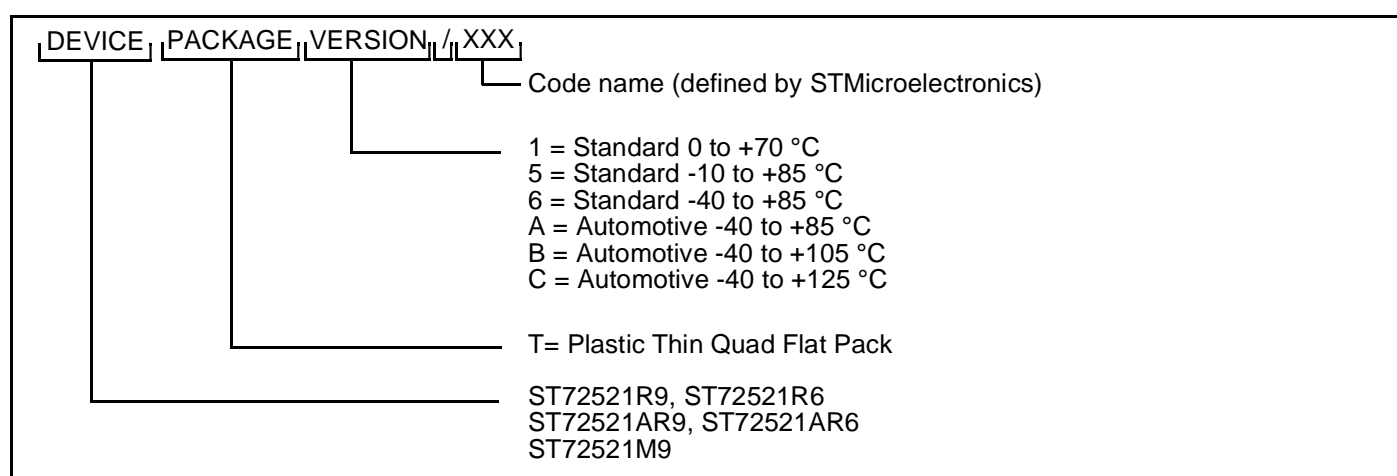 DEVICE PACKAGE VERSION / XXX
Code name (defined by STMicroelectronics)
1 = Standard 0 to +70 °C
5 = Standard -10 to +85 °C
6 = Standard -40 to +85 °C
A = Automotive -40 to +85 °C
B = Automotive -40 to +105 °C
C = Automotive -40 to +125 °C
T= Plastic Thin Quad Flat Pack
ST72521R9, ST72521R6
ST72521AR9, ST72521AR6
ST72521M9